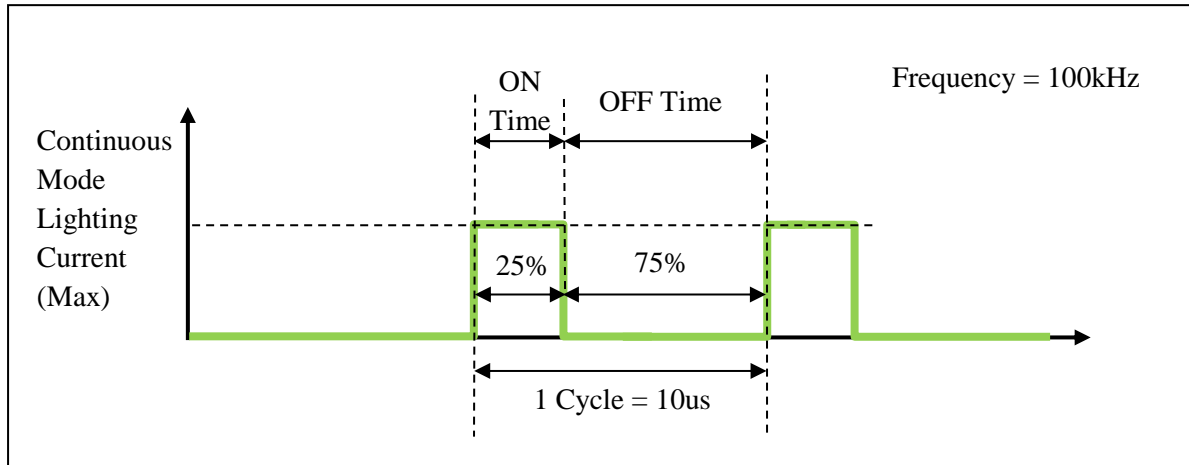 Frequency = 100kHz
ON
Time
OFF Time
Continuous
Mode
Lighting
Current
(Max)
25%
75%
1 Cycle = 10us